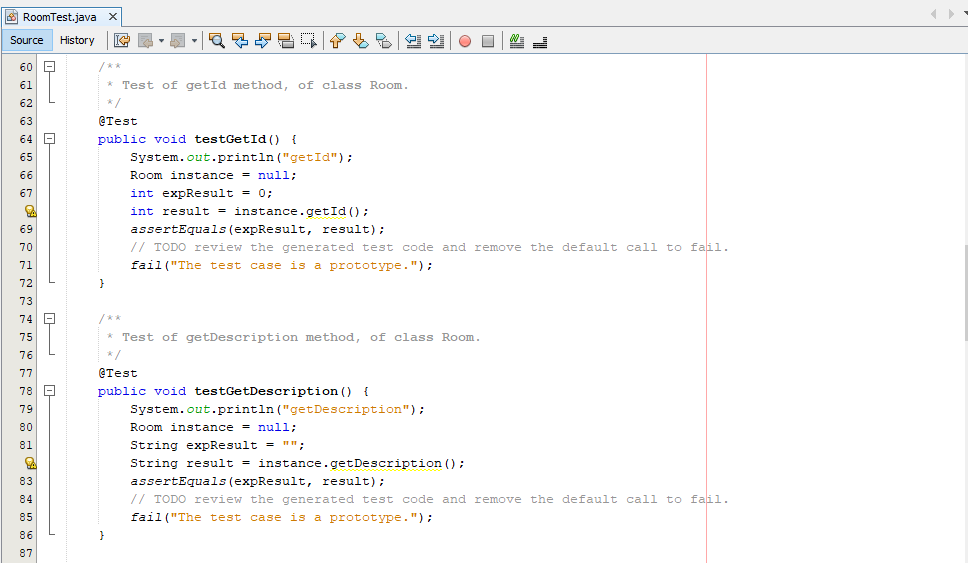 RoomTest.java
Source History
60 /**
61 * Test of getId method, of class Room.
62 */
63 @Test
64 public void testGetId() {
65 System.out.println("getId");
66 Room instance = null;
67 int expResult = 0;
int result = instance.getId();
69 assertEquals(expResult, result);
70 // TODO review the generated test code and remove the default call to fail.
71 fail("The test case is a prototype.");
72 }
73
74 /**
75 * Test of getDescription method, of class Room.
76 */
77 @Test
78 public void testGetDescription() {
79 System.out.println("getDescription");
80 Room instance = null;
81 String expResult = "";
String result = instance.getDescription();
83 assertEquals(expResult, result);
84 // TODO review the generated test code and remove the default call to fail.
85 fail("The test case is a prototype.");
86 }
87